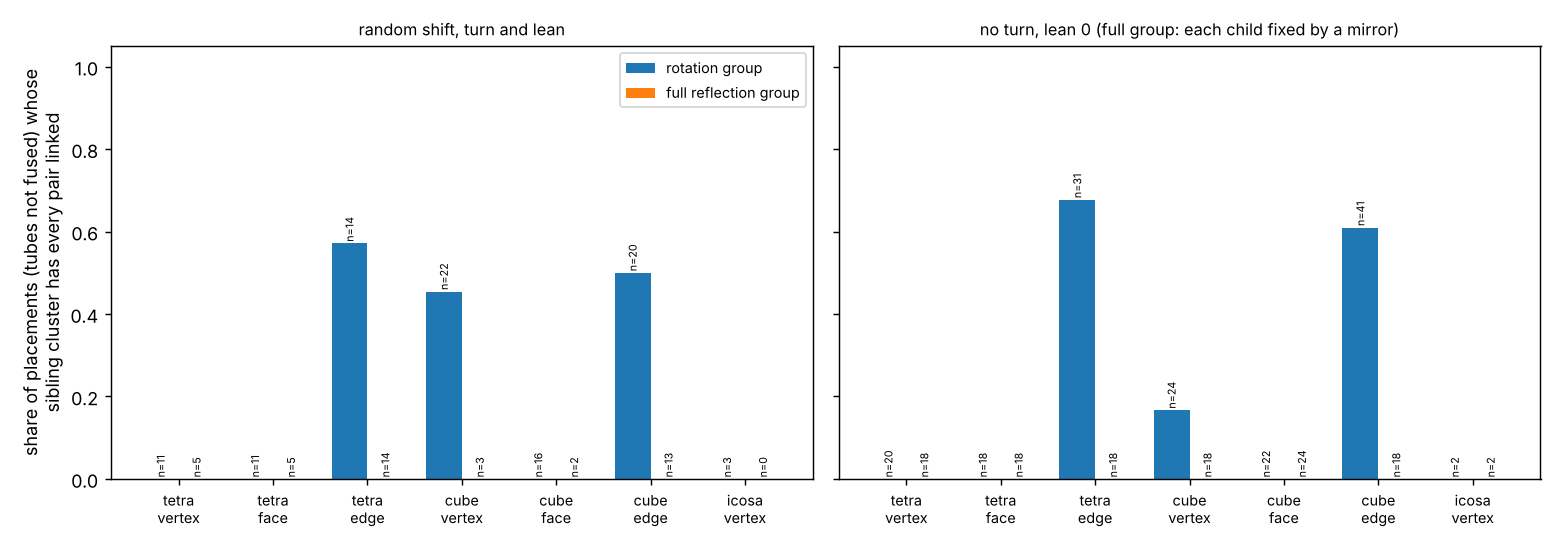 random shift, turn and lean
no turn, lean 0 (full group: each child fixed by a mirror)
share of placements (tubes not fused) whose
sibling cluster has every pair linked
1.0
0.8
0.6
0.4
0.2
0.0
rotation group
full reflection group
n=11
n=5
n=11
n=5
n=14
n=14
n=22
n=3
n=16
n=2
n=20
n=13
n=3
n=0
tetra
vertex
tetra
face
tetra
edge
cube
vertex
cube
face
cube
edge
icosa
vertex
n=20
n=18
n=18
n=18
n=31
n=18
n=24
n=18
n=22
n=24
n=41
n=18
n=2
n=2
tetra
vertex
tetra
face
tetra
edge
cube
vertex
cube
face
cube
edge
icosa
vertex